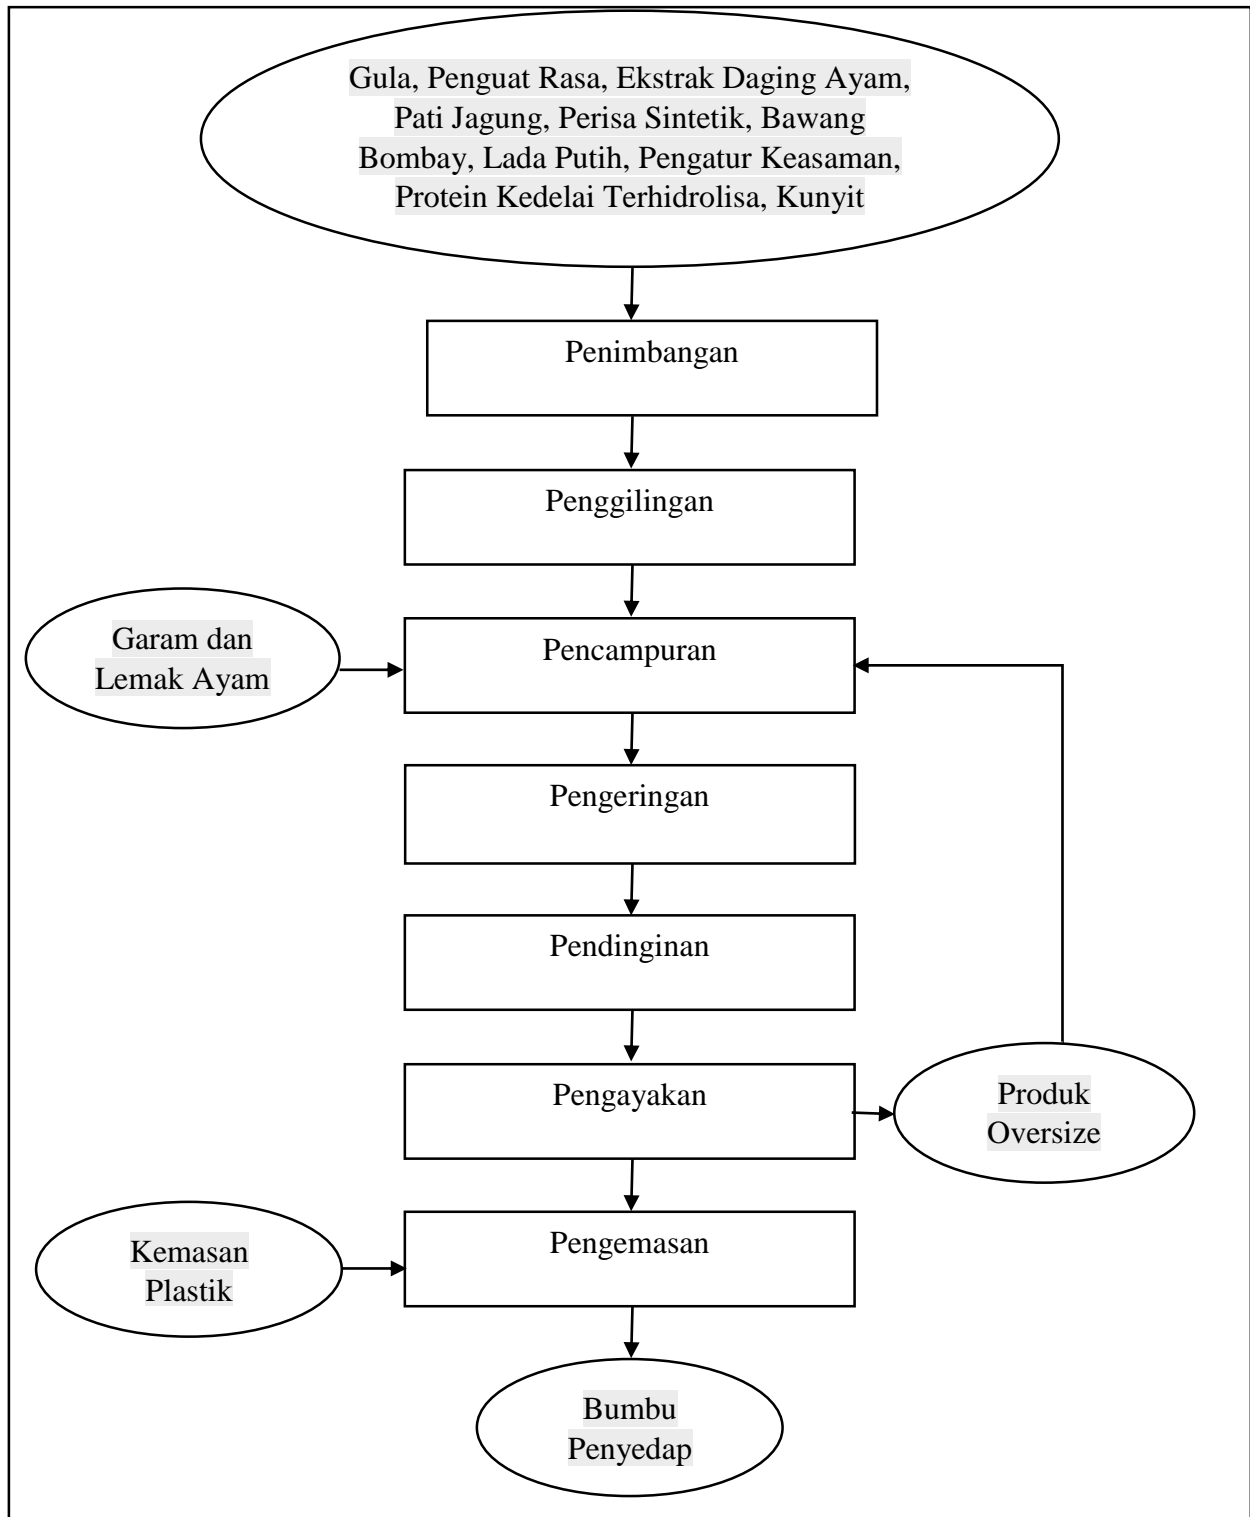 Gula, Penguat Rasa, Ekstrak Daging Ayam,
Pati Jagung, Perisa Sintetik, Bawang
Bombay, Lada Putih, Pengatur Keasaman,
Protein Kedelai Terhidrolisa, Kunyit
Penimbangan
Penggilingan
Garam dan
Lemak Ayam
Pencampuran
Pengeringan
Pendinginan
Pengayakan
Produk
Oversize
Kemasan
Plastik
Pengemasan
Bumbu
Penyedap